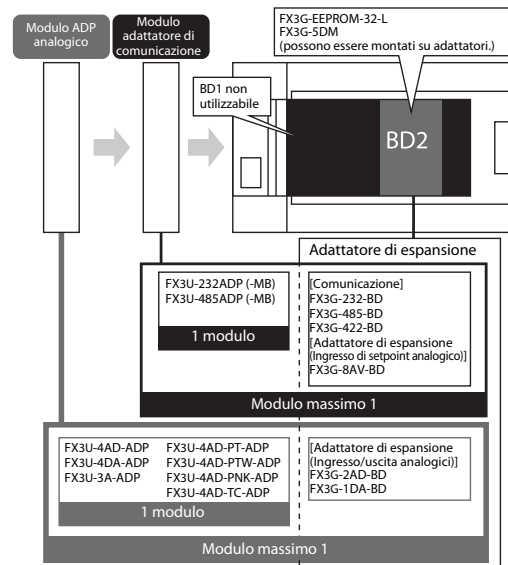 Modulo ADP
analogico
Modulo
adattatore di
comunicazione
FX3G-EEPROM-32-L
FX3G-5DM
(possono essere montati su adattatori.)
BD1 non
utilizzabile
BD2
Adattatore di espansione
FX3U-232ADP (-MB)
FX3U-485ADP (-MB)
1 modulo
[Comunicazione]
FX3G-232-BD
FX3G-485-BD
FX3G-422-BD
[Adattatore di espansione
(Ingresso di setpoint analogico)]
FX3G-8AV-BD
Modulo massimo 1
FX3U-4AD-ADP
FX3U-4DA-ADP
FX3U-3A-ADP
FX3U-4AD-PT-ADP
FX3U-4AD-PTW-ADP
FX3U-4AD-PNK-ADP
FX3U-4AD-TC-ADP
1 modulo
[Adattatore di espansione
(Ingresso/uscita analogici)]
FX3G-2AD-BD
FX3G-1DA-BD
Modulo massimo 1